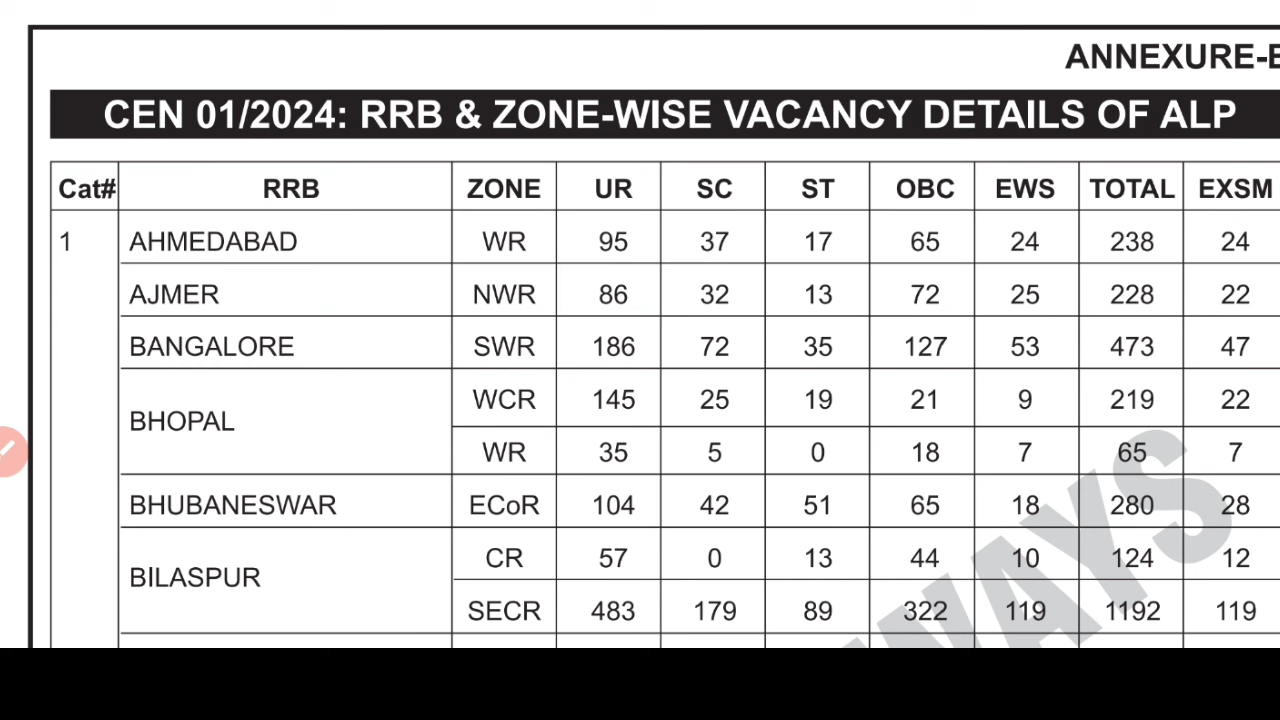 ANNEXURE-
CEN 01/2024: RRB & ZONE-WISE VACANCY DETAILS OF ALP
Cat# RRB ZONE UR SC ST OBC EWS TOTAL EXSM
1 AHMEDABAD WR 95 37 17 65 24 238 24
AJMER NWR 86 32 13 72 25 228 22
BANGALORE SWR 186 72 35 127 53 473 47
BHOPAL WCR 145 25 19 21 9 219 22
WR 35 5 0 18 7 65 7
BHUBANESWAR ECoR 104 42 51 65 18 280 28
BILASPUR CR 57 0 13 44 10 124 12
SECR 483 179 89 322 119 1192 119